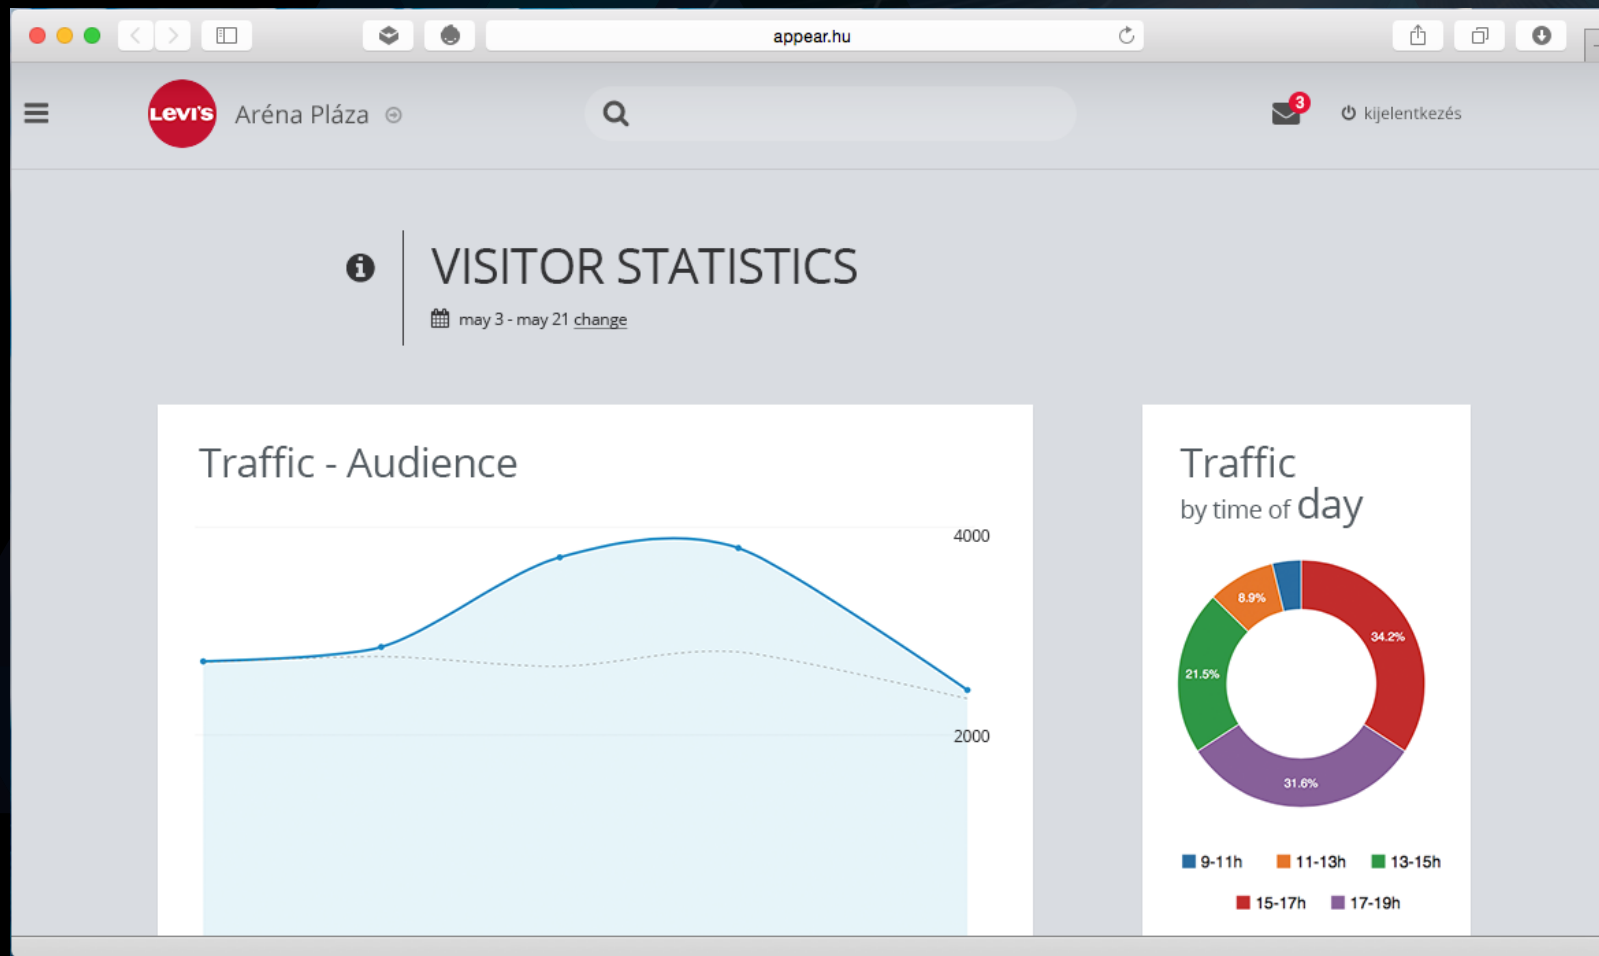 appear.hu
LEVI'S
Aréna Pláza
3
kijelentkezés
VISITOR STATISTICS
may 3 - may 21 change
Traffic - Audience
4000
2000
Traffic
by time of day
8.9%
34.2%
21.5%
31.6%
9-11h 11-13h 13-15h
15-17h 17-19h